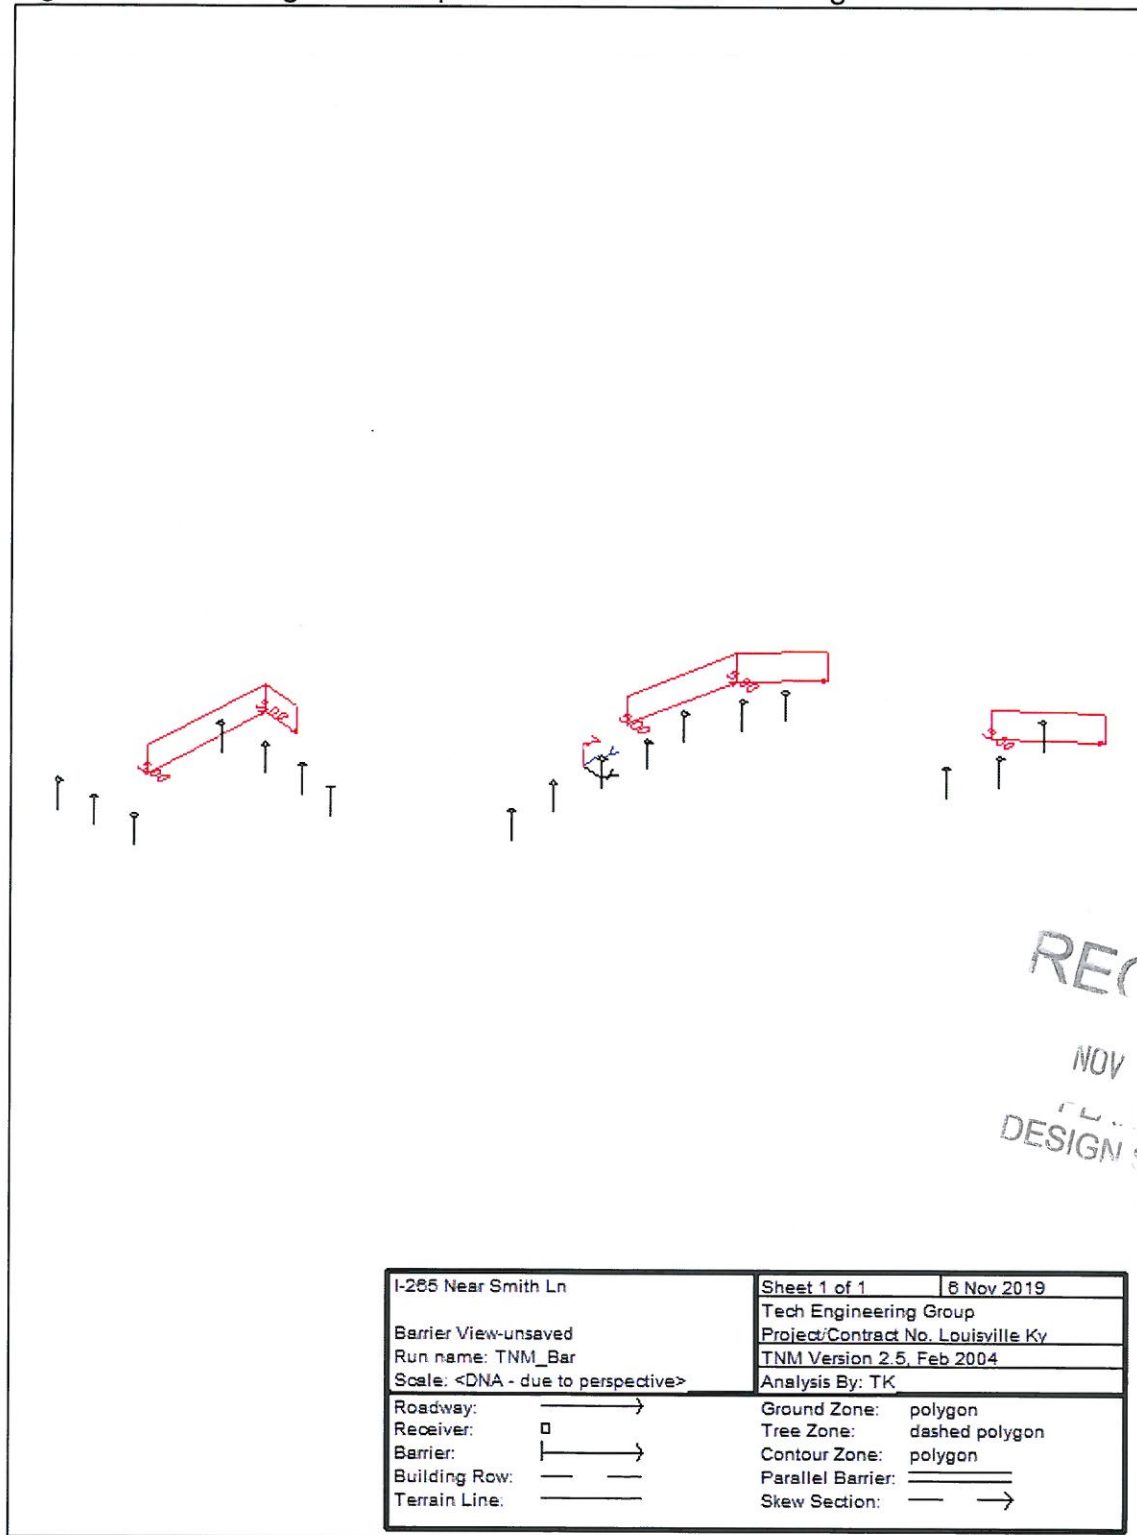 I-265 Near Smith Ln
Barrier View-unsaved
Run name: TNM_Bar
Scale: <DNA - due to perspective>
Sheet 1 of 1
6 Nov 2019
Tech Engineering Group
Project/Contract No. Louisville Ky
TNM Version 2.5, Feb 2004
Analysis By: TK
Roadway:
Receiver:
Barrier:
Building Row:
Terrain Line:
Ground Zone: polygon
Tree Zone: dashed polygon
Contour Zone: polygon
Parallel Barrier:
Skew Section:
NOV
DESIGN